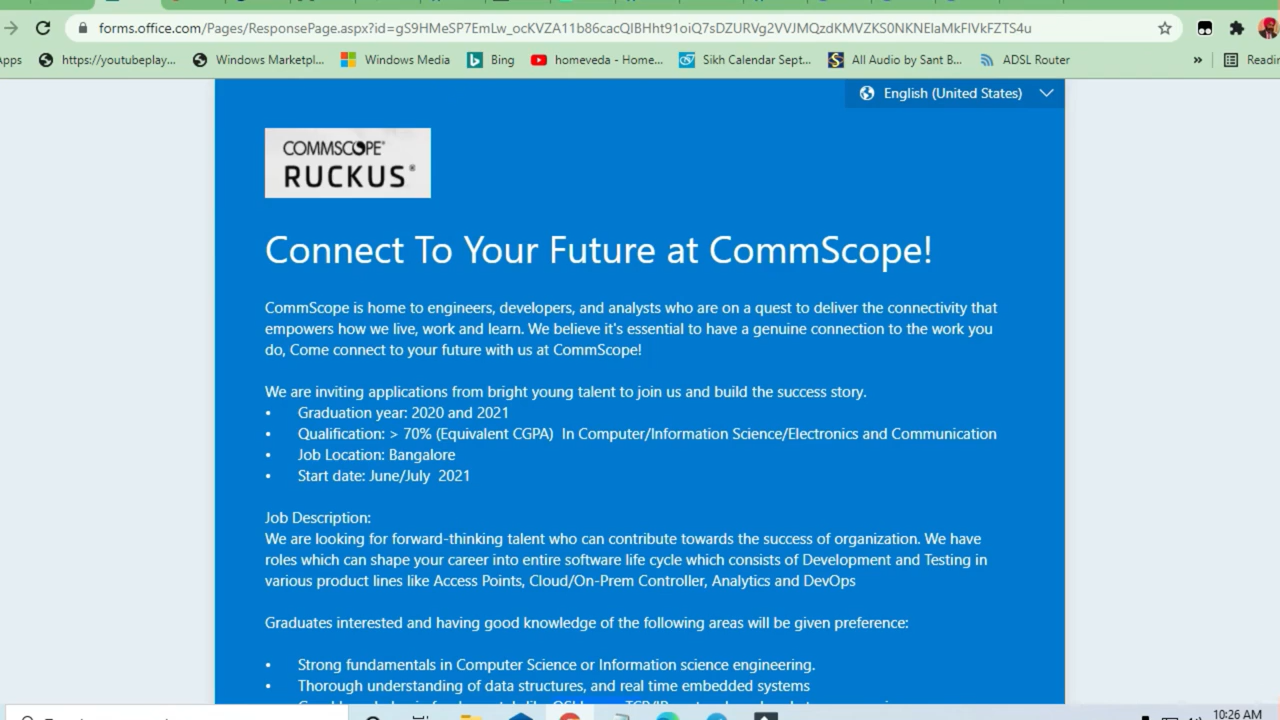 forms.office.com/Pages/ResponsePage.aspx?id=gS9HMeSP7EmLw_ocKVZA11b86cacQIBHht91oiQ7sDZURVg2VVJMQzdKMVZKS0NKNElaMkFIVkFZTS4u
Apps https://youtubeplay... Windows Marketpl... Windows Media Bing homeveda - Home... Sikh Calendar Sept... All Audio by Sant B... ADSL Router »
English (United States)
COMMSCOPE®
RUCKUS®
Connect To Your Future at CommScope!
CommScope is home to engineers, developers, and analysts who are on a quest to deliver the connectivity that
empowers how we live, work and learn. We believe it's essential to have a genuine connection to the work you
do, Come connect to your future with us at CommScope!
We are inviting applications from bright young talent to join us and build the success story.
• Graduation year: 2020 and 2021
• Qualification: > 70% (Equivalent CGPA) In Computer/Information Science/Electronics and Communication
• Job Location: Bangalore
• Start date: June/July 2021
Job Description:
We are looking for forward-thinking talent who can contribute towards the success of organization. We have
roles which can shape your career into entire software life cycle which consists of Development and Testing in
various product lines like Access Points, Cloud/On-Prem Controller, Analytics and DevOps
Graduates interested and having good knowledge of the following areas will be given preference:
• Strong fundamentals in Computer Science or Information science engineering.
• Thorough understanding of data structures, and real time embedded systems
10:26 AM